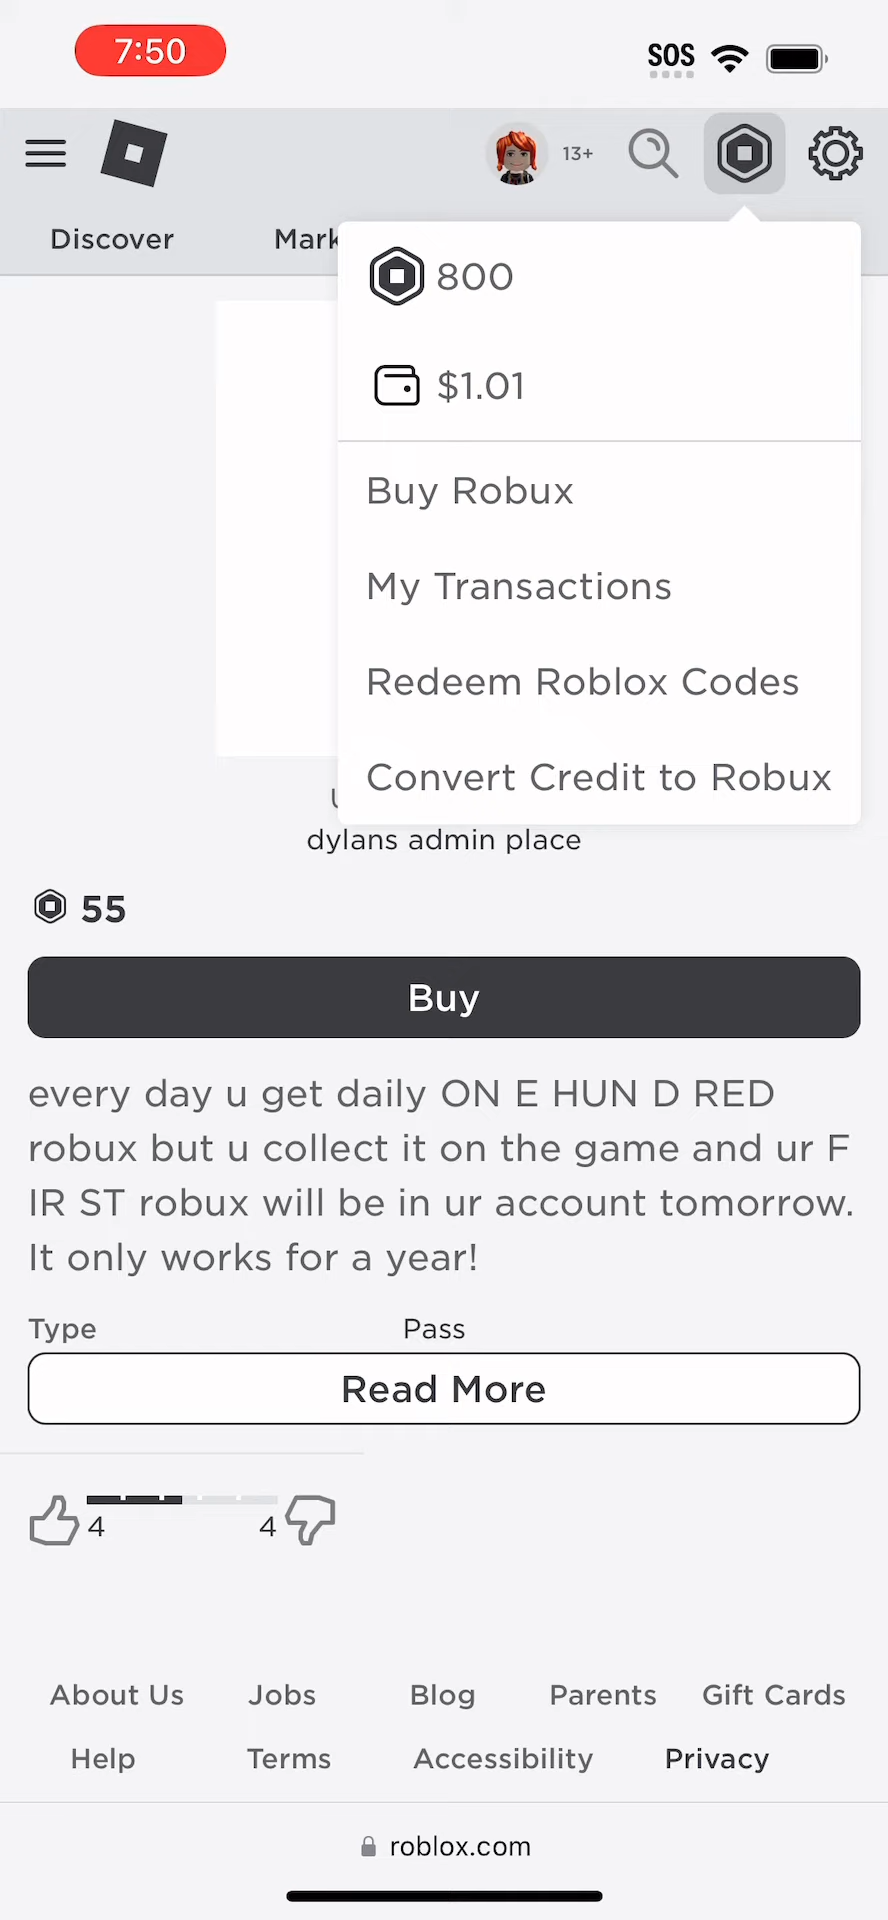 7:50
SOS
13+
Discover
Mark
800
$1.01
Buy Robux
My Transactions
Redeem Roblox Codes
Convert Credit to Robux
dylans admin place
55
Buy
every day u get daily ON E HUN D RED
robux but u collect it on the game and ur F
IR ST robux will be in ur account tomorrow.
It only works for a year!
Type Pass
Read More
4 4
About Us Jobs Blog Parents Gift Cards
Help Terms Accessibility Privacy
roblox.com